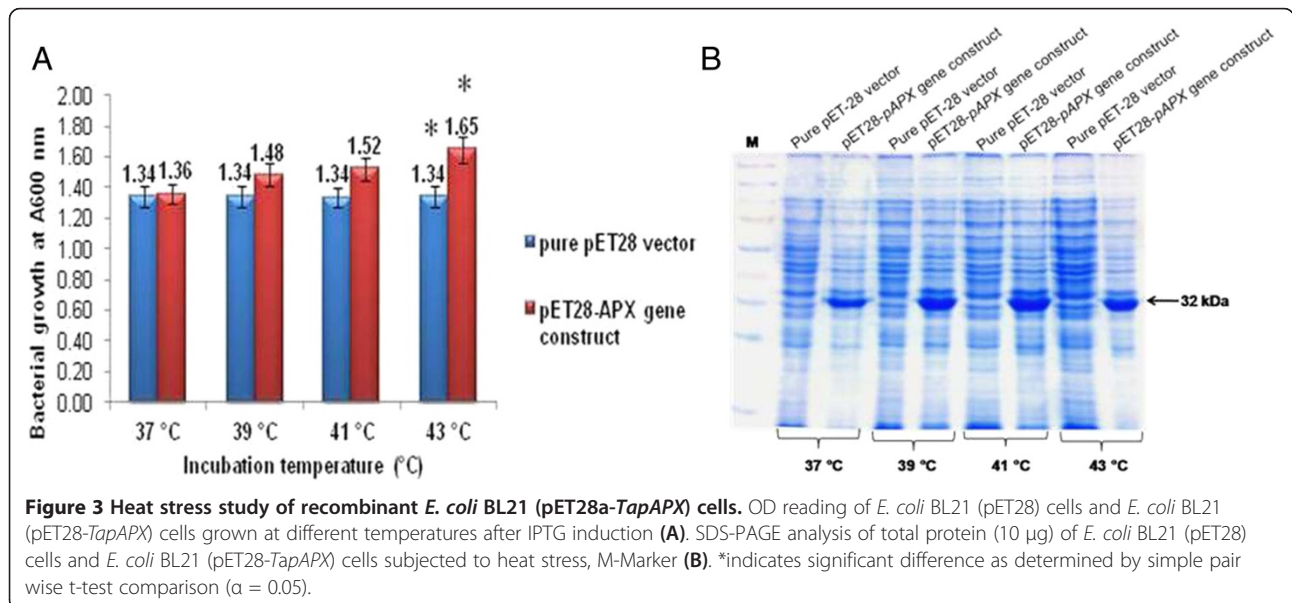 A
2.00
1.80
1.60
1.40
1.20
1.00
0.80
0.60
0.40
0.20
0.00
Bacterial growth at A600 nm
1.34 1.36
1.34 1.48
1.34 1.52
* 1.34
* 1.65
37 °C
39 °C
41 °C
43 °C
Incubation temperature (°C)
pure pET28 vector
pET28-APX gene
construct
B
M
Pure pET-28 vector
pET28-pAPX gene construct
Pure pET-28 vector
pET28-pAPX gene construct
Pure pET-28 vector
pET28-pAPX gene construct
Pure pET-28 vector
pET28-pAPX gene construct
32 kDa
37 °C
39 °C
41 °C
43 °C
Figure 3 Heat stress study of recombinant E. coli BL21 (pET28a-TapAPX) cells. OD reading of E. coli BL21 (pET28) cells and E. coli BL21
(pET28-TapAPX) cells grown at different temperatures after IPTG induction (A). SDS-PAGE analysis of total protein (10 μg) of E. coli BL21 (pET28)
cells and E. coli BL21 (pET28-TapAPX) cells subjected to heat stress, M-Marker (B). *indicates significant difference as determined by simple pair
wise t-test comparison (α = 0.05).